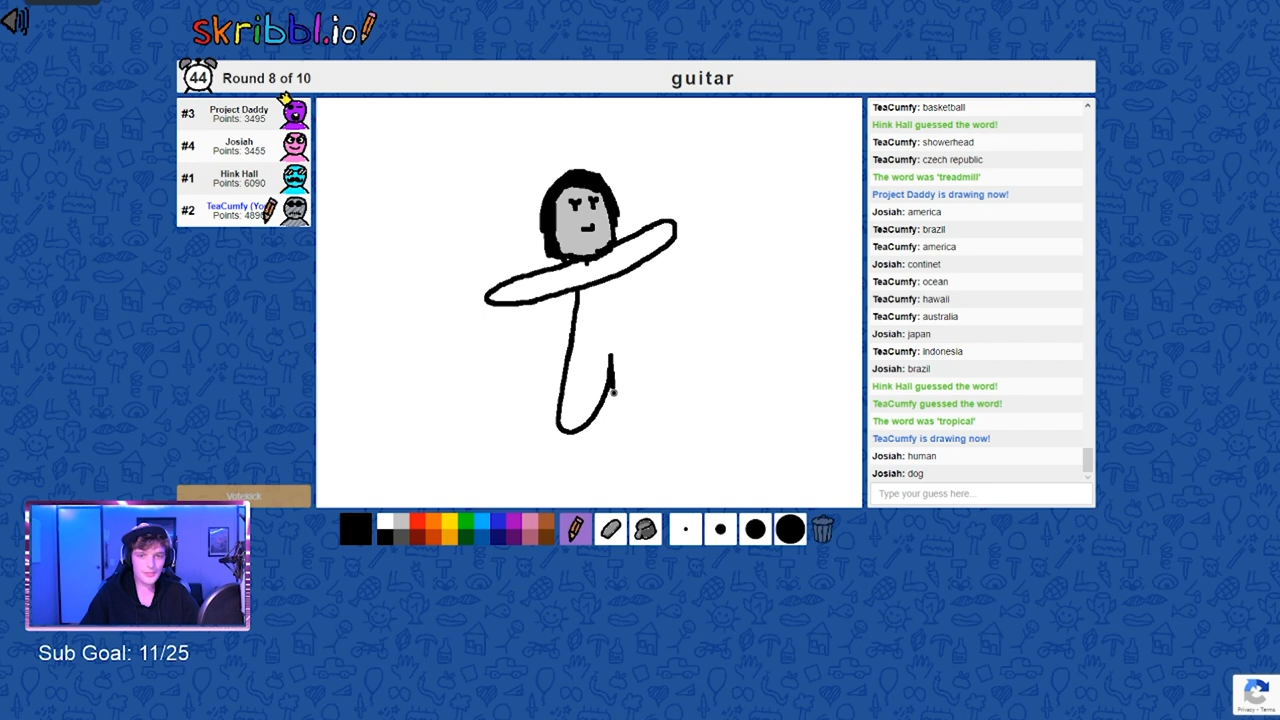 skribbl.io
44
Round 8 of 10
guitar
#3
Project Daddy
Points: 3495
#4
Josiah
Points: 3455
#1
Hink Hall
Points: 6090
#2
TeaCumfy (You
TeaCumfy: basketball
Hink Hall guessed the word!
TeaCumfy: showerhead
TeaCumfy: czech republic
The word was 'treadmill'
Project Daddy is drawing now!
Josiah: america
TeaCumfy: brazil
TeaCumfy: america
Josiah: continet
TeaCumfy: ocean
TeaCumfy: hawaii
TeaCumfy: australia
Josiah: japan
TeaCumfy: indonesia
Josiah: brazil
Hink Hall guessed the word!
TeaCumfy guessed the word!
The word was 'tropical'
TeaCumfy is drawing now!
Josiah: human
Josiah: dog
Type your guess here...
Votekick
Sub Goal: 11/25
Privacy - Terms